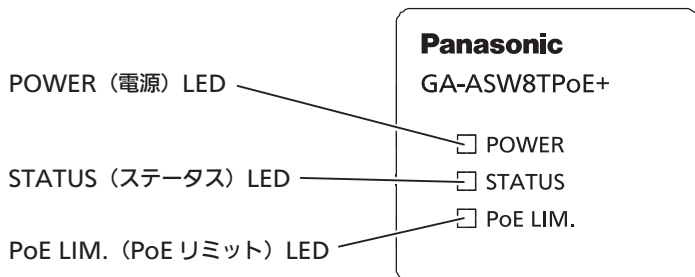 Panasonic
GA-ASW8TPoE+
POWER（電源）LED
POWER
STATUS（ステータス）LED
STATUS
PoE LIM.（PoE リミット）LED
PoE LIM.